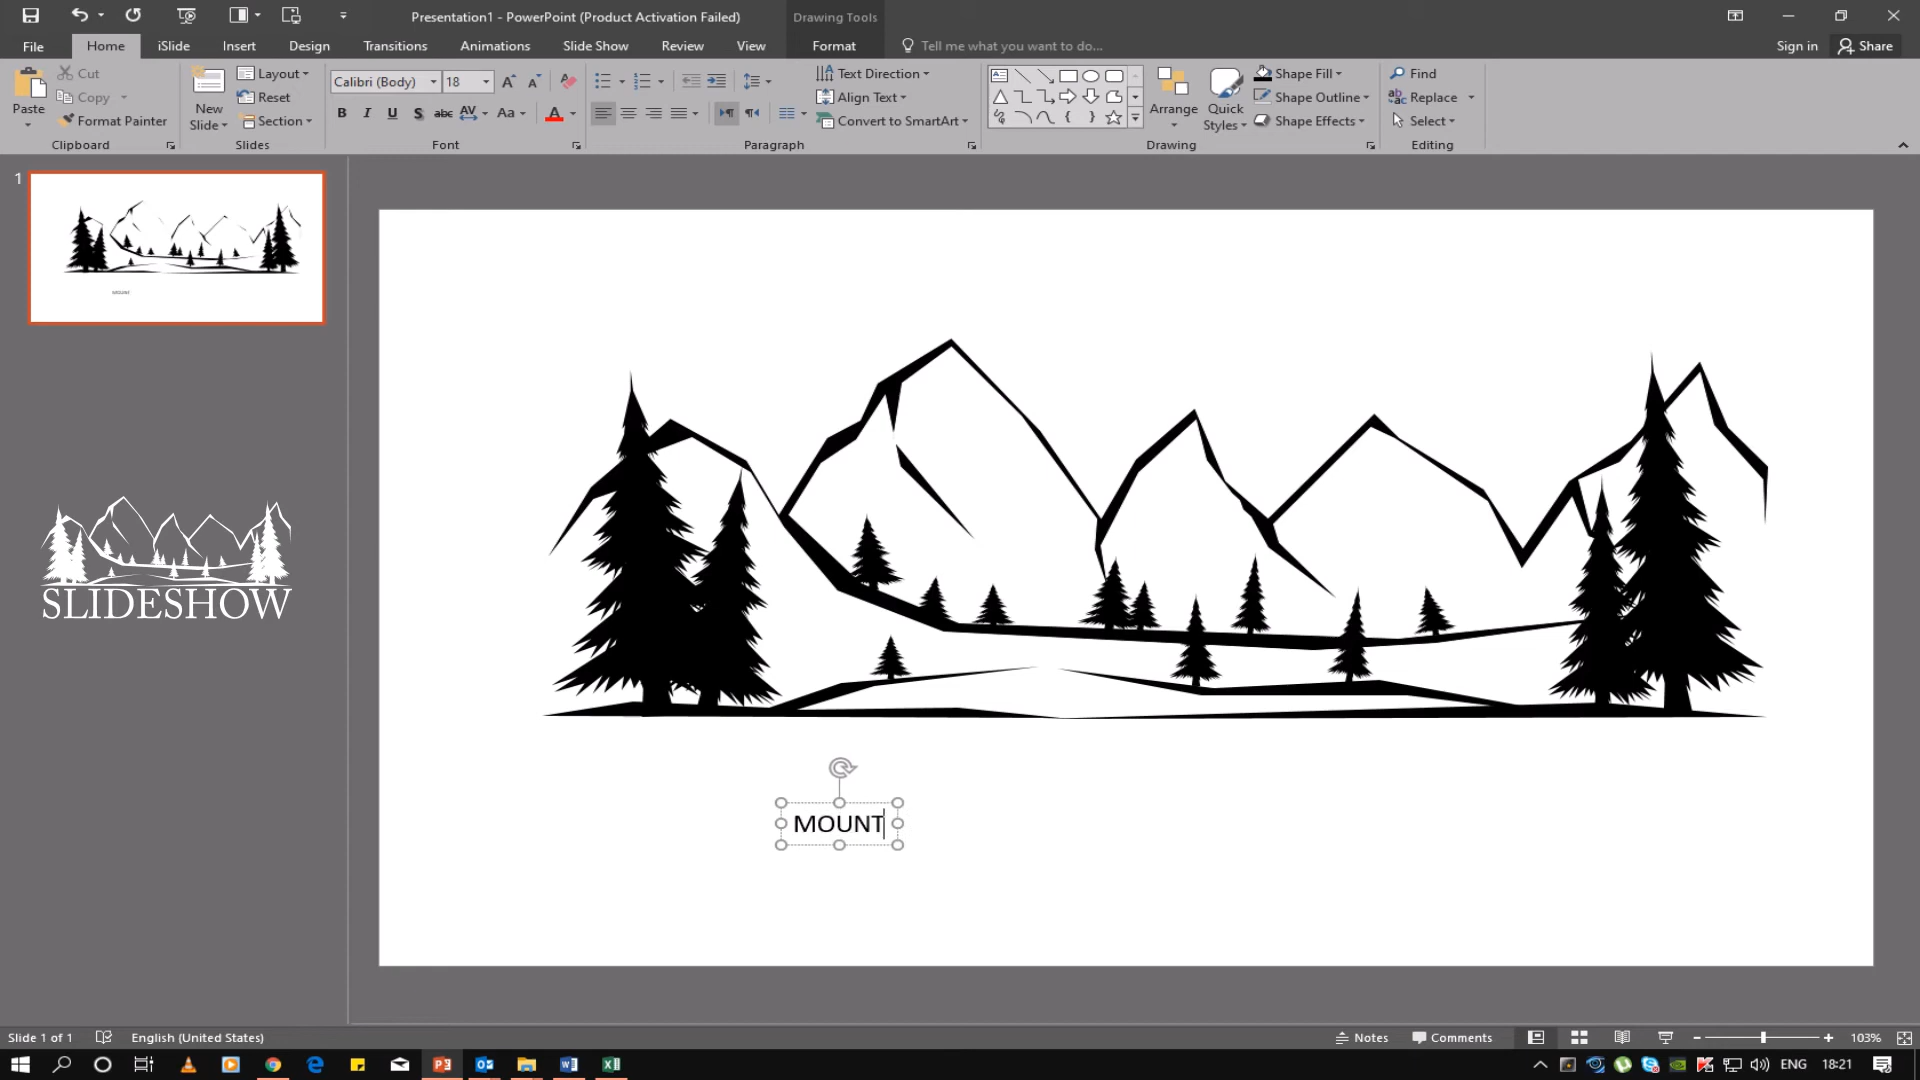 Presentation1 - PowerPoint (Product Activation Failed)
Drawing Tools
File
Home
iSlide
Insert
Design
Transitions
Animations
Slide Show
Review
View
Format
Tell me what you want to do...
Sign in
Share
Paste
Cut
Copy
Format Painter
Clipboard
New Slide
Layout
Reset
Section
Slides
Calibri (Body)
18
B I U S abc AV Aa A
Font
Text Direction
Align Text
Convert to SmartArt
Paragraph
Arrange
Quick Styles
Shape Fill
Shape Outline
Shape Effects
Drawing
Find
Replace
Select
Editing
1
SLIDESHOW
MOUNT
Slide 1 of 1
English (United States)
Notes
Comments
103%
ENG
18:21